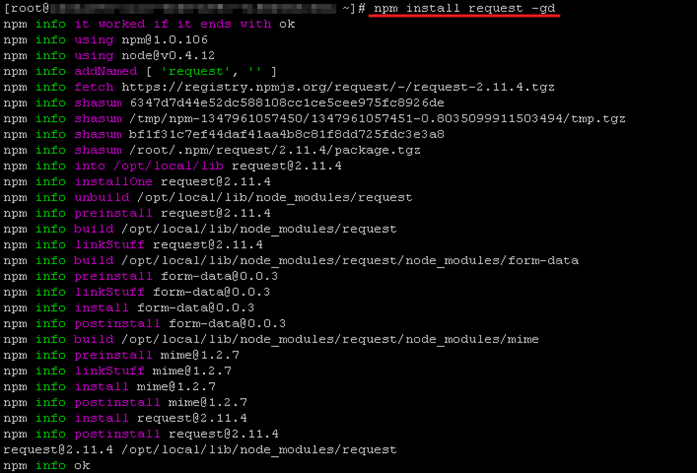 [root@ ~]# npm install request -gd
npm info it worked if it ends with ok
npm info using npm@1.0.106
npm info using node@v0.4.12
npm info addNamed [ 'request', '' ]
npm info fetch https://registry.npmjs.org/request/-/request-2.11.4.tgz
npm info shasum 6347d7d44e52dc588108cc1ce5cee975fc8926de
npm info shasum /tmp/npm-1347961057450/1347961057451-0.8035099911503494/tmp.tgz
npm info shasum bf1f31c7ef44daf41aa4b8c81f8dd725fdc3e3a8
npm info shasum /root/.npm/request/2.11.4/package.tgz
npm info into /opt/local/lib request@2.11.4
npm info installOne request@2.11.4
npm info unbuild /opt/local/lib/node_modules/request
npm info preinstall request@2.11.4
npm info build /opt/local/lib/node_modules/request
npm info linkStuff request@2.11.4
npm info build /opt/local/lib/node_modules/request/node_modules/form-data
npm info preinstall form-data@0.0.3
npm info linkStuff form-data@0.0.3
npm info install form-data@0.0.3
npm info postinstall form-data@0.0.3
npm info build /opt/local/lib/node_modules/request/node_modules/mime
npm info preinstall mime@1.2.7
npm info linkStuff mime@1.2.7
npm info install mime@1.2.7
npm info postinstall mime@1.2.7
npm info install request@2.11.4
npm info postinstall request@2.11.4
request@2.11.4 /opt/local/lib/node_modules/request
npm info ok